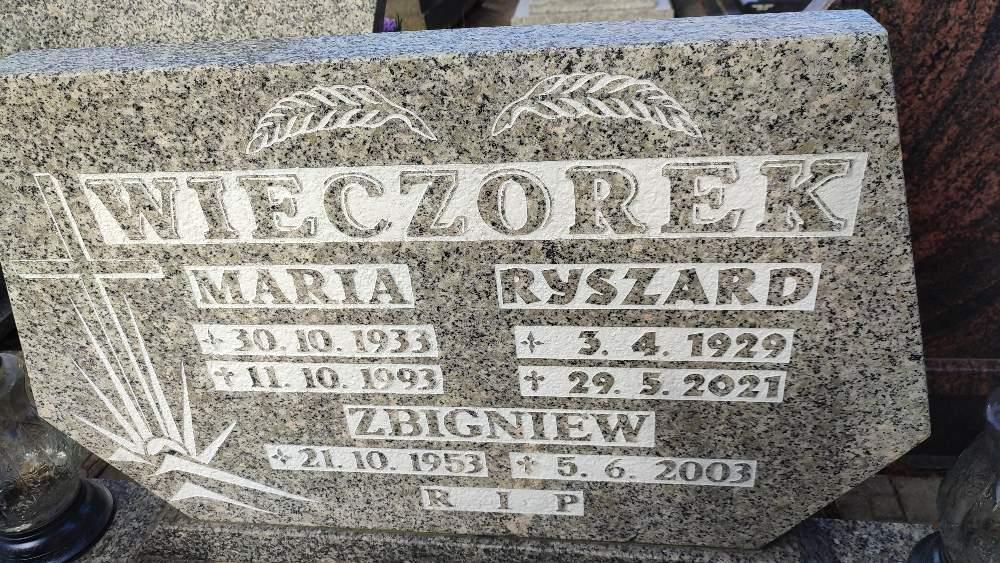 WIECZOREK
MARIA RYSZARD
30. 10. 1933 3. 4. 1929
† 11. 10. 1993 † 29. 5. 2021
ZBIGNIEW
21. 10. 1953 † 5. 6. 2003
R I P